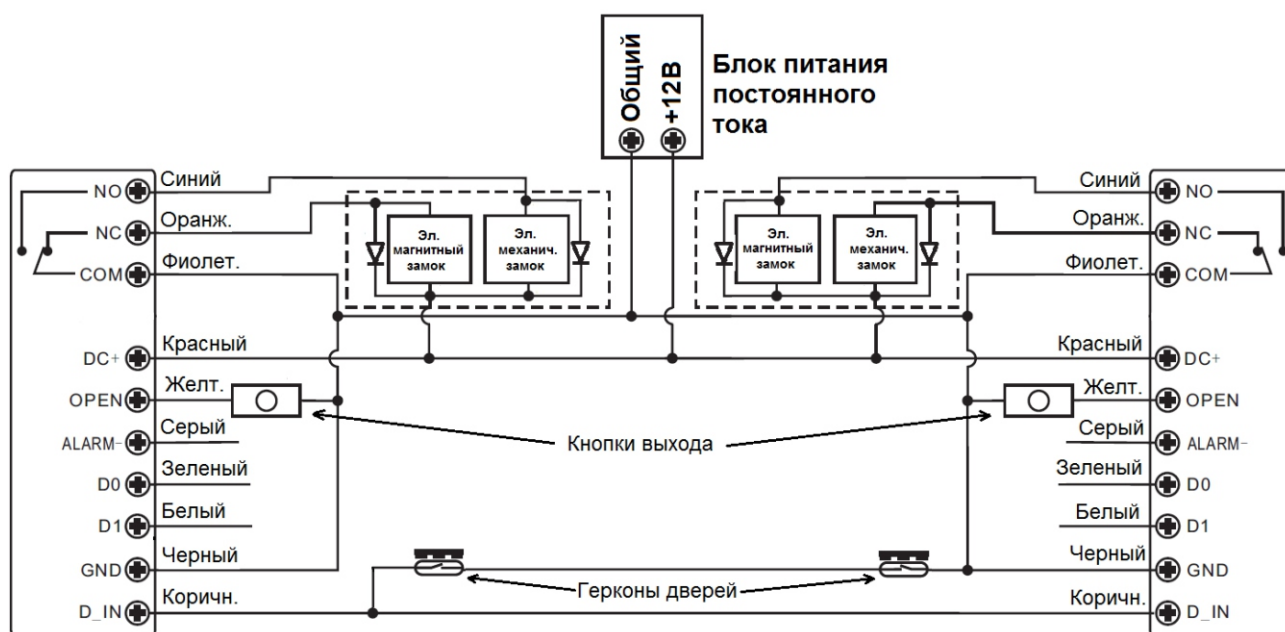 Общий
+12В
Блок питания
постоянного
тока
NO Синий
NC Оранж.
COM Фиолет.
DC+ Красный
OPEN Желт.
ALARM- Серый
D0 Зеленый
D1 Белый
GND Черный
D_IN Коричн.
Эл.
магнитный
замок
Эл.
механич.
замок
Эл.
магнитный
замок
Эл.
механич.
замок
Кнопки выхода
Герконы дверей
Синий NO
Оранж. NC
Фиолет. COM
Красный DC+
Желт. OPEN
Серый ALARM-
Зеленый D0
Белый D1
Черный GND
Коричн. D_IN